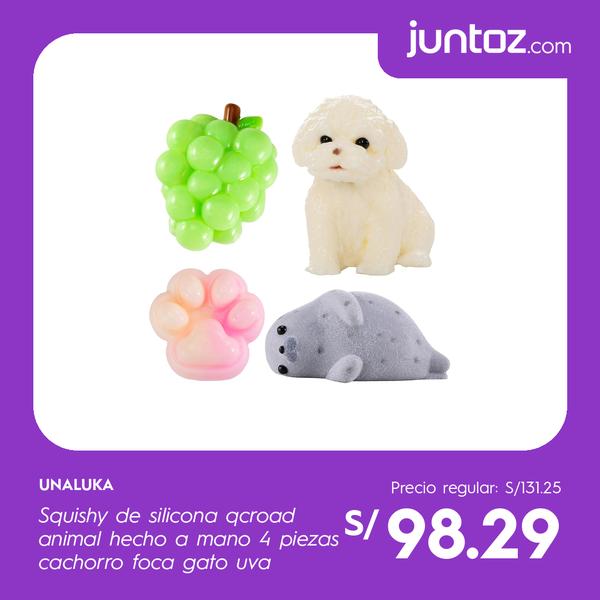 juntoz.com
UNALUKA
Squishy de silicona qcroad
animal hecho a mano 4 piezas
cachorro foca gato uva
Precio regular: S/131.25
S/98.29